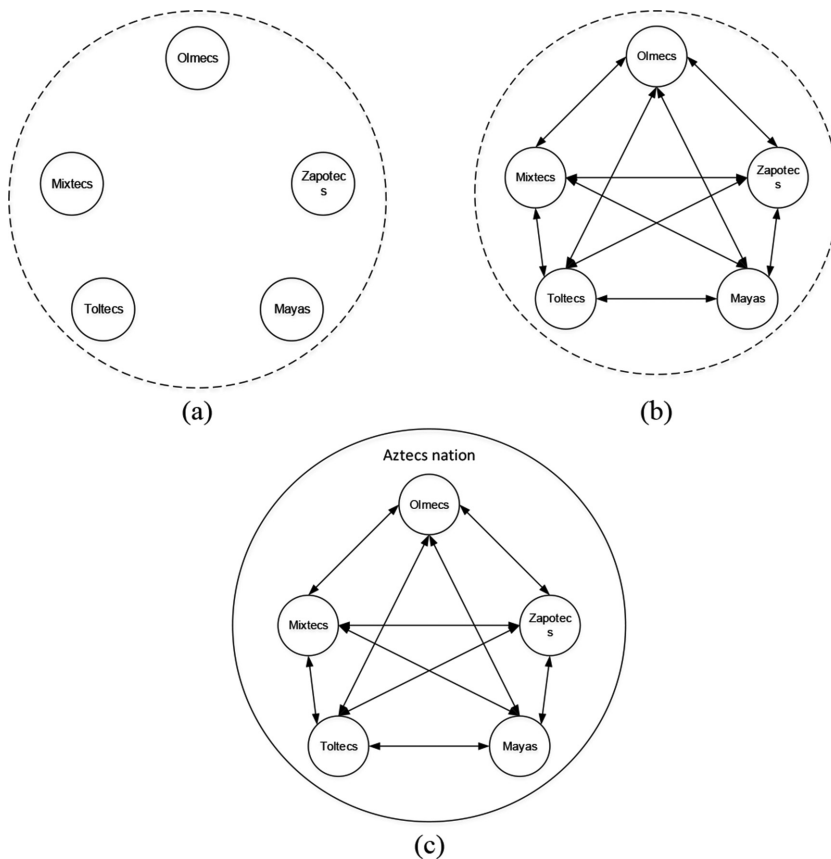 Olmecs
Mixtecs
Zapotec
s
Toltecs
Mayas
(a)
Olmecs
Mixtecs
Zapotec
s
Toltecs
Mayas
(b)
Aztecs nation
Olmecs
Mixtecs
Zapotec
s
Toltecs
Mayas
(c)